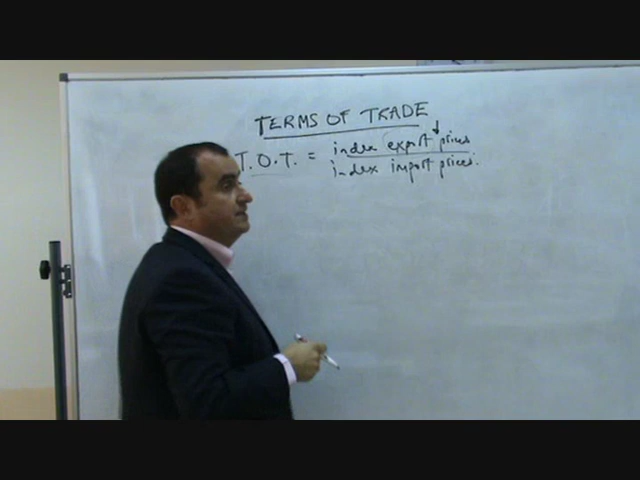 TERMS OF TRADE
T.O.T. = index export prices
index import prices.